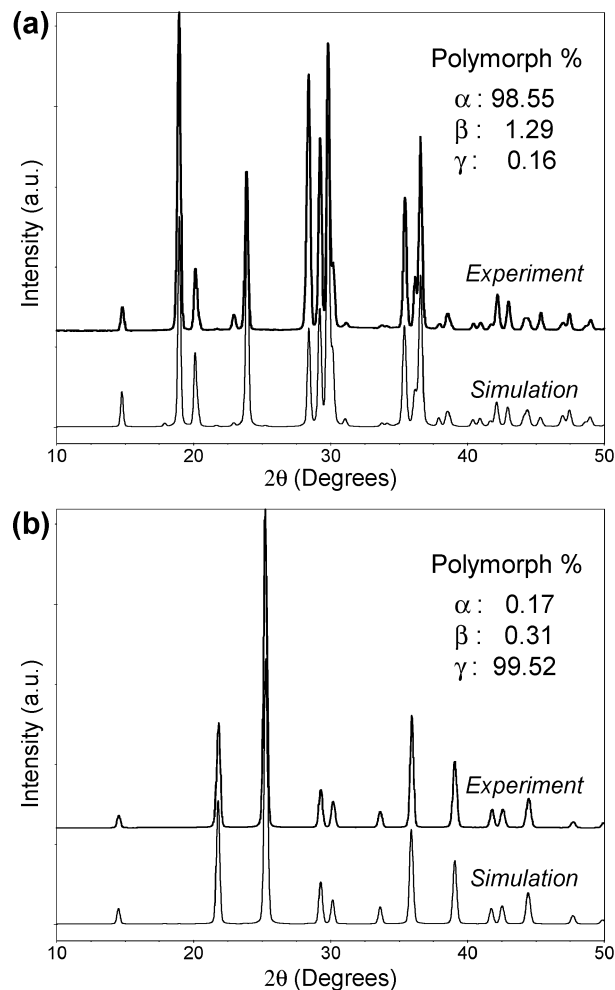 (a)
Polymorph %
α : 98.55
β : 1.29
γ : 0.16
Experiment
Simulation
Intensity (a.u.)
10 20 30 40 50
2θ (Degrees)
(b)
Polymorph %
α : 0.17
β : 0.31
γ : 99.52
Experiment
Simulation
Intensity (a.u.)
10 20 30 40 50
2θ (Degrees)